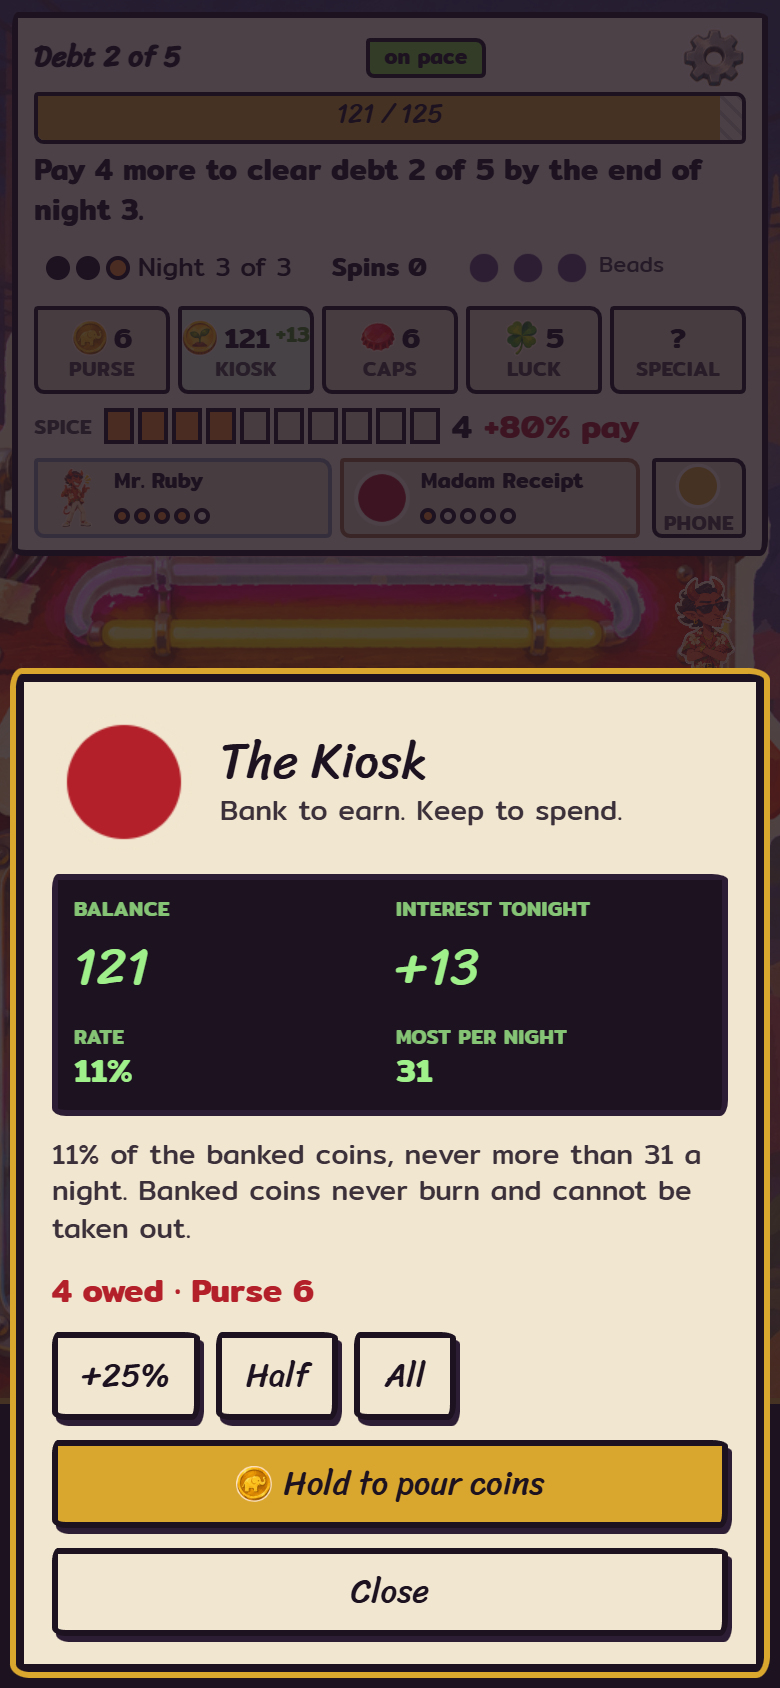 Debt 2 of 5
on pace
121 / 125
Pay 4 more to clear debt 2 of 5 by the end of
night 3.
Night 3 of 3
Spins 0
Beads
6
PURSE
121 +13
KIOSK
6
CAPS
5
LUCK
?
SPECIAL
SPICE
4 +80% pay
Mr. Ruby
Madam Receipt
PHONE
The Kiosk
Bank to earn. Keep to spend.
BALANCE
121
INTEREST TONIGHT
+13
RATE
11%
MOST PER NIGHT
31
11% of the banked coins, never more than 31 a
night. Banked coins never burn and cannot be
taken out.
4 owed · Purse 6
+25%
Half
All
Hold to pour coins
Close